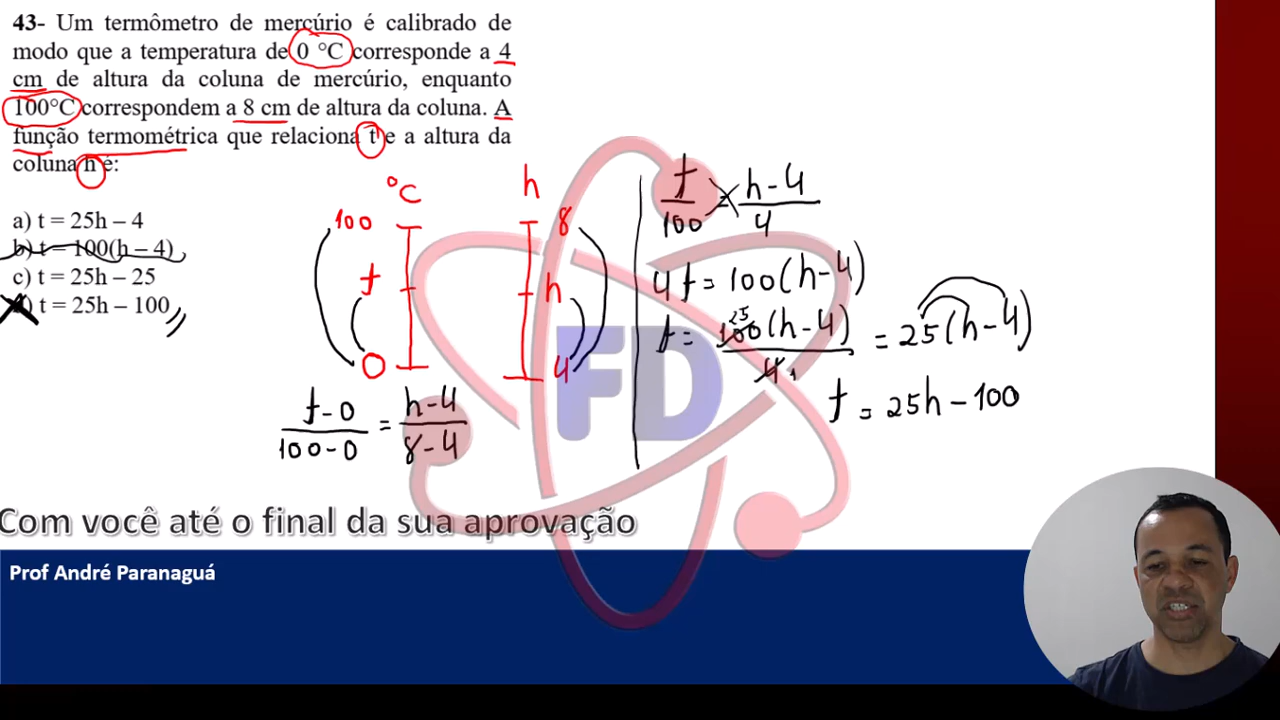 43- Um termômetro de mercúrio é calibrado de
modo que a temperatura de 0 °C corresponde a 4
cm de altura da coluna de mercúrio, enquanto
100°C correspondem a 8 cm de altura da coluna. A
função termométrica que relaciona t e a altura da
coluna h é:
a) t = 25h – 4
b) t = 100(h – 4)
c) t = 25h – 25
t = 25h – 100
°C
h
100
8
t
h
0
4
t-0/100-0 = h-4/8-4
t/100 = h-4/4
4t = 100(h-4)
t = 100(h-4)/4 = 25(h-4)
25
1
t = 25h - 100
FD
Com você até o final da sua aprovação
Prof André Paranaguá